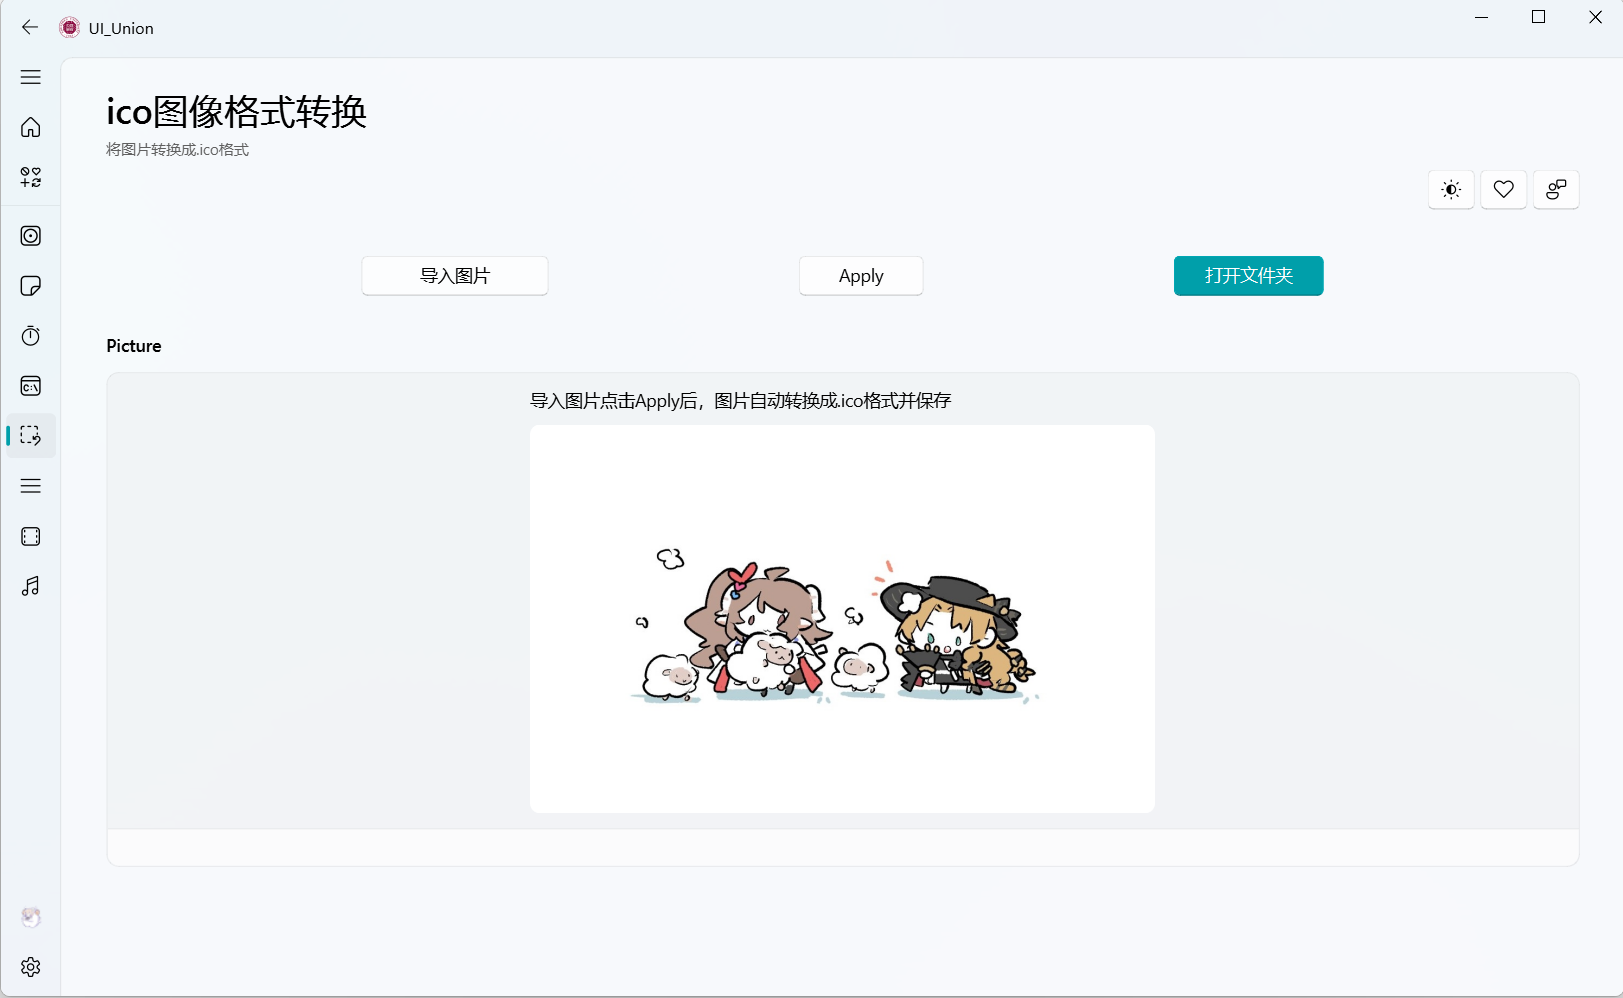 UI_Union
ico图像格式转换
将图片转换成.ico格式
导入图片
Apply
打开文件夹
Picture
导入图片点击Apply后，图片自动转换成.ico格式并保存
C:\